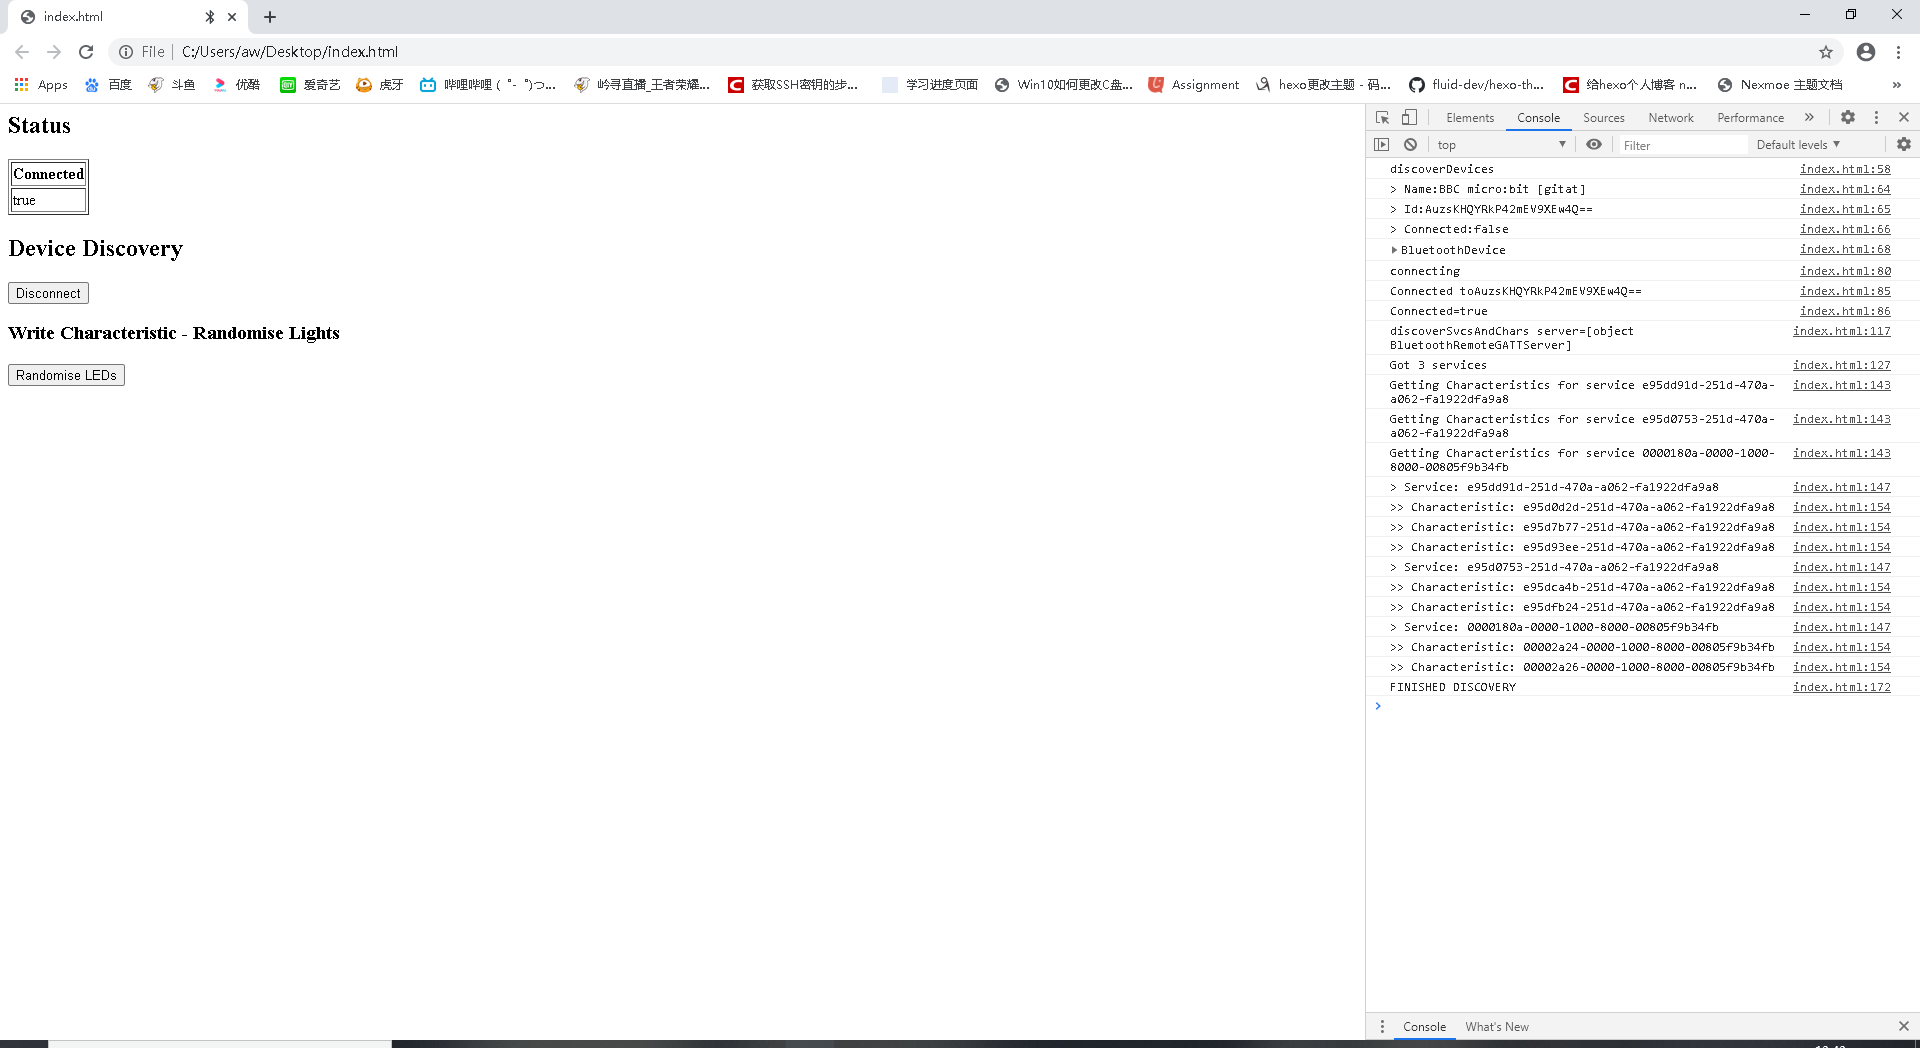 index.html
File C:/Users/aw/Desktop/index.html
Apps 百度 斗鱼 优酷 爱奇艺 虎牙 哔哩哔哩 ( ゜- ゜)つ... 岭寻直播_王者荣耀... 获取SSH密钥的步... 学习进度页面 Win10如何更改C盘... Assignment hexo更改主题 - 码... fluid-dev/hexo-th... 给hexo个人博客 n... Nexmoe 主题文档 »
Status
Connected
true
Device Discovery
Disconnect
Write Characteristic - Randomise Lights
Randomise LEDs
Elements Console Sources Network Performance »
top Filter Default levels
discoverDevices index.html:58
> Name:BBC micro:bit [gitat] index.html:64
> Id:AuzsKHQYRkP42mEV9XEw4Q== index.html:65
> Connected:false index.html:66
BluetoothDevice index.html:68
connecting index.html:80
Connected toAuzsKHQYRkP42mEV9XEw4Q== index.html:85
Connected=true index.html:86
discoverSvcsAndChars server=[object index.html:117
BluetoothRemoteGATTServer]
Got 3 services index.html:127
Getting Characteristics for service e95dd91d-251d-470a- index.html:143
a062-fa1922dfa9a8
Getting Characteristics for service e95d0753-251d-470a- index.html:143
a062-fa1922dfa9a8
Getting Characteristics for service 0000180a-0000-1000- index.html:143
8000-00805f9b34fb
> Service: e95dd91d-251d-470a-a062-fa1922dfa9a8 index.html:147
>> Characteristic: e95d0d2d-251d-470a-a062-fa1922dfa9a8 index.html:154
>> Characteristic: e95d7b77-251d-470a-a062-fa1922dfa9a8 index.html:154
>> Characteristic: e95d93ee-251d-470a-a062-fa1922dfa9a8 index.html:154
> Service: e95d0753-251d-470a-a062-fa1922dfa9a8 index.html:147
>> Characteristic: e95dca4b-251d-470a-a062-fa1922dfa9a8 index.html:154
>> Characteristic: e95dfb24-251d-470a-a062-fa1922dfa9a8 index.html:154
> Service: 0000180a-0000-1000-8000-00805f9b34fb index.html:147
>> Characteristic: 00002a24-0000-1000-8000-00805f9b34fb index.html:154
>> Characteristic: 00002a26-0000-1000-8000-00805f9b34fb index.html:154
FINISHED DISCOVERY index.html:172
Console What's New